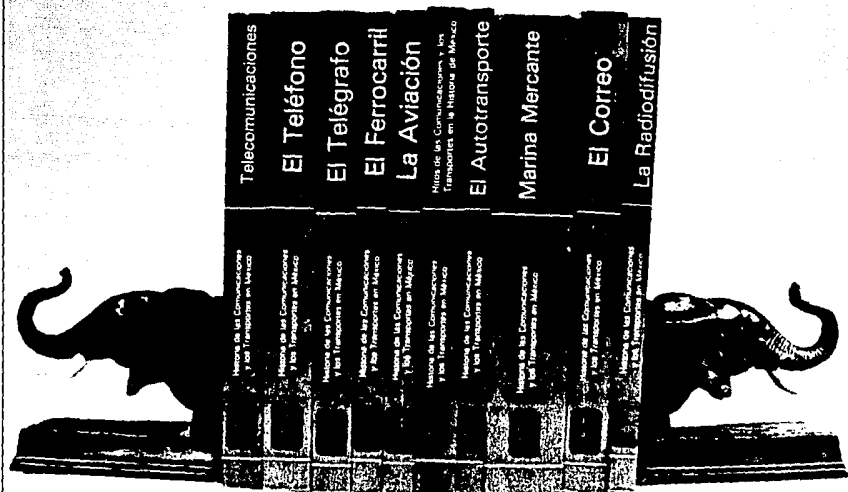 Telecomunicaciones
Historia de las Comunicaciones
y los Transportes en México
El Teléfono
Historia de las Comunicaciones
y los Transportes en México
El Telégrafo
Historia de las Comunicaciones
y los Transportes en México
El Ferrocarril
Historia de las Comunicaciones
y los Transportes en México
La Aviación
Historia de las Comunicaciones
y los Transportes en México
Hitos de las Comunicaciones y los
Transportes en la Historia de México
Historia de las Comunicaciones
y los Transportes en México
El Autotransporte
Historia de las Comunicaciones
y los Transportes en México
Marina Mercante
Historia de las Comunicaciones
y los Transportes en México
El Correo
Historia de las Comunicaciones
y los Transportes en México
La Radiodifusión
Historia de las Comunicaciones
y los Transportes en México